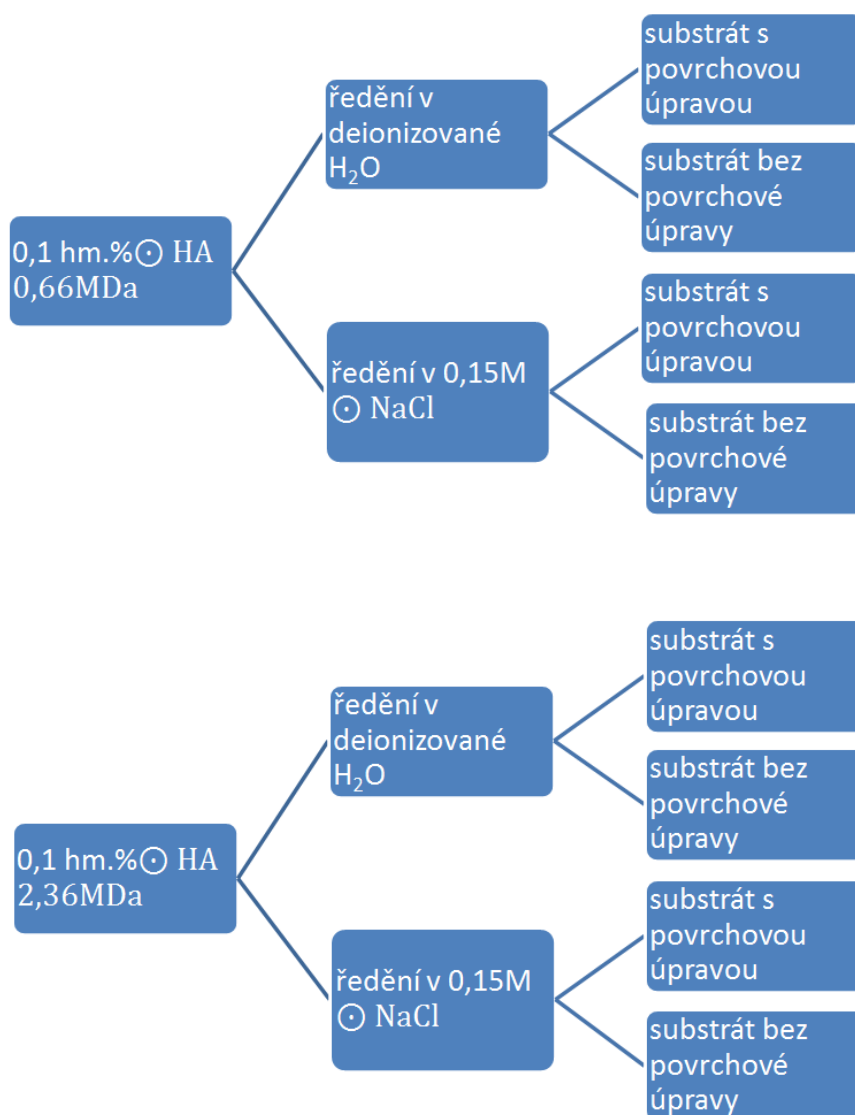 0,1 hm.%⨀ HA
0,66MDa
ředění v
deionizované
H₂O
substrát s
povrchovou
úpravou
substrát bez
povrchové
úpravy
ředění v 0,15M
⨀ NaCl
substrát s
povrchovou
úpravou
substrát bez
povrchové
úpravy
0,1 hm.%⨀ HA
2,36MDa
ředění v
deionizované
H₂O
substrát s
povrchovou
úpravou
substrát bez
povrchové
úpravy
ředění v 0,15M
⨀ NaCl
substrát s
povrchovou
úpravou
substrát bez
povrchové
úpravy